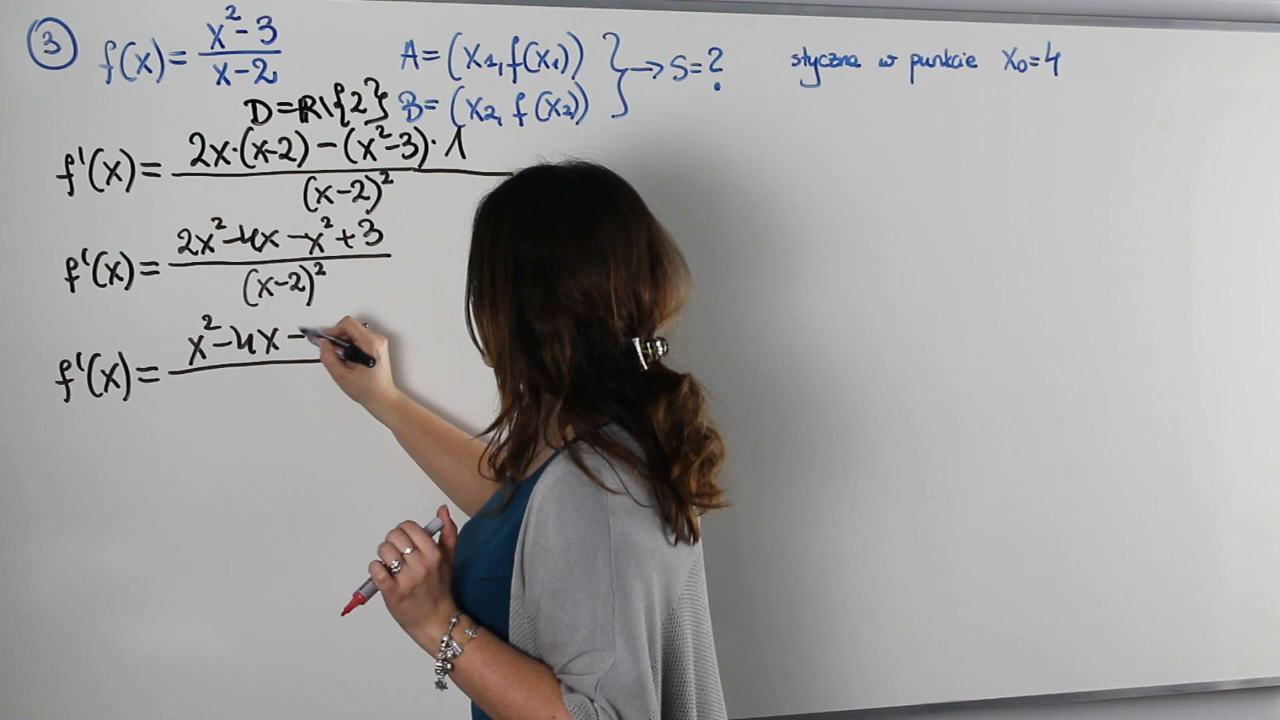 ③ f(x)= (x²-3)/(x-2) A=(x₁,f(x₁)) } →S=? styczna w punkcie x₀=4
D=ℝ\{2} B=(x₂,f(x₂))
f'(x)= (2x·(x-2)-(x²-3)·1)/(x-2)²
f'(x)= (2x²-4x-x²+3)/(x-2)²
f'(x)= x²-4x-